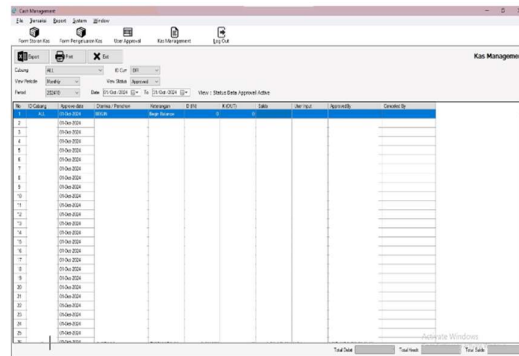 Cash Management
File Transaksi Report System Window
Form Setoran Kas Form Pengeluaran Kas User Approval Kas Management Log Out
Export Print Exit
Kas Managemen
Cabang ALL ID Curr IDR
View Periode Monthly View Status Approved
Period 202410 Date 01-Oct-2024 To 31-Oct-2024 View : Status Data Approval Active
No ID Cabang Approve date Diterima / Penyetor Keterangan D (IN) K (OUT) Saldo User Input Approved By Canceled By
1 ALL 01-Oct-2024 BEGIN Begin Balance 0 0
2 01-Oct-2024
3 01-Oct-2024
4 01-Oct-2024
5 01-Oct-2024
6 01-Oct-2024
7 01-Oct-2024
8 01-Oct-2024
9 01-Oct-2024
10 01-Oct-2024
11 01-Oct-2024
12 01-Oct-2024
13 01-Oct-2024
14 01-Oct-2024
15 01-Oct-2024
16 01-Oct-2024
17 01-Oct-2024
18 01-Oct-2024
19 01-Oct-2024
20 01-Oct-2024
21 01-Oct-2024
22 01-Oct-2024
23 01-Oct-2024
24 01-Oct-2024
25 01-Oct-2024
Activate Windows
Total Debit Total Kredit Total Saldo